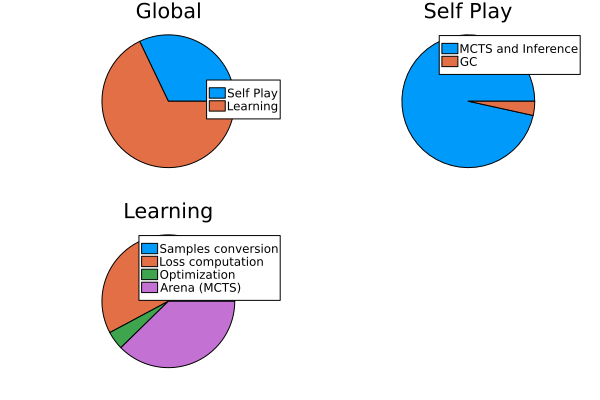 Global
Self Play
Learning
Self Play
MCTS and Inference
GC
Learning
Samples conversion
Loss computation
Optimization
Arena (MCTS)